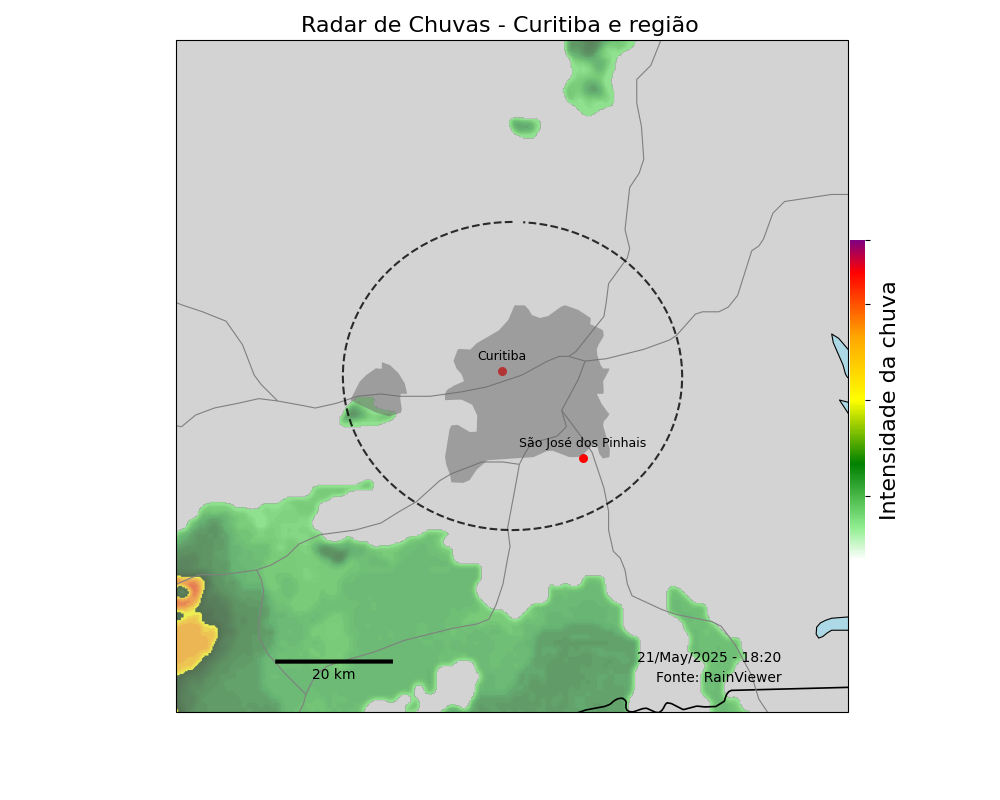 Radar de Chuvas - Curitiba e região
Curitiba
São José dos Pinhais
Intensidade da chuva
21/May/2025 - 18:20
20 km
Fonte: RainViewer